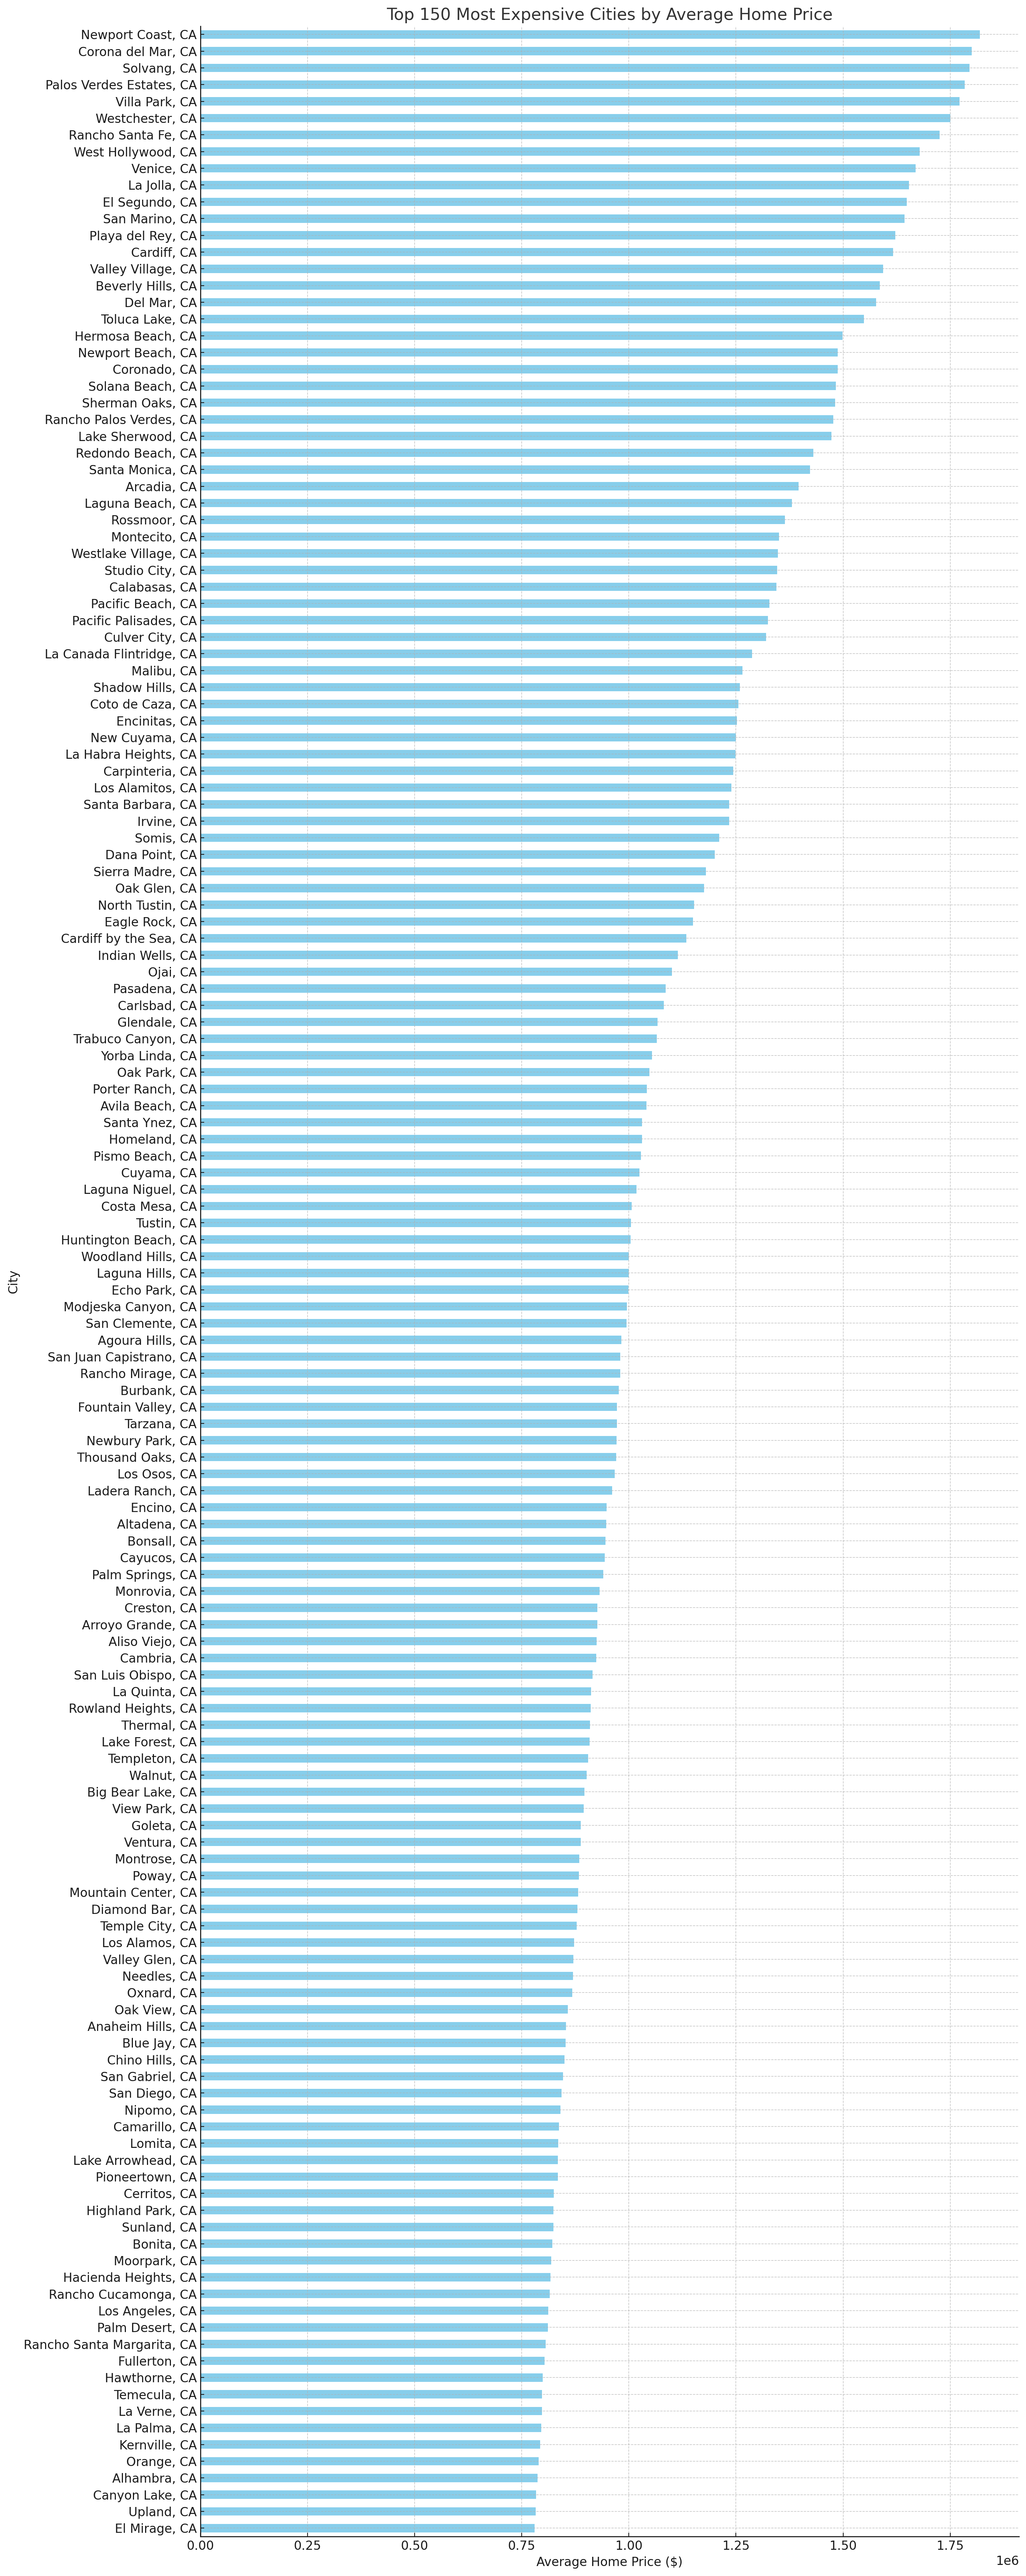 Top 150 Most Expensive Cities by Average Home Price
Newport Coast, CA
Corona del Mar, CA
Solvang, CA
Palos Verdes Estates, CA
Villa Park, CA
Westchester, CA
Rancho Santa Fe, CA
West Hollywood, CA
Venice, CA
La Jolla, CA
El Segundo, CA
San Marino, CA
Playa del Rey, CA
Cardiff, CA
Valley Village, CA
Beverly Hills, CA
Del Mar, CA
Toluca Lake, CA
Hermosa Beach, CA
Newport Beach, CA
Coronado, CA
Solana Beach, CA
Sherman Oaks, CA
Rancho Palos Verdes, CA
Lake Sherwood, CA
Redondo Beach, CA
Santa Monica, CA
Arcadia, CA
Laguna Beach, CA
Rossmoor, CA
Montecito, CA
Westlake Village, CA
Studio City, CA
Calabasas, CA
Pacific Beach, CA
Pacific Palisades, CA
Culver City, CA
La Canada Flintridge, CA
Malibu, CA
Shadow Hills, CA
Coto de Caza, CA
Encinitas, CA
New Cuyama, CA
La Habra Heights, CA
Carpinteria, CA
Los Alamitos, CA
Santa Barbara, CA
Irvine, CA
Somis, CA
Dana Point, CA
Sierra Madre, CA
Oak Glen, CA
North Tustin, CA
Eagle Rock, CA
Cardiff by the Sea, CA
Indian Wells, CA
Ojai, CA
Pasadena, CA
Carlsbad, CA
Glendale, CA
Trabuco Canyon, CA
Yorba Linda, CA
Oak Park, CA
Porter Ranch, CA
Avila Beach, CA
Santa Ynez, CA
Homeland, CA
Pismo Beach, CA
Cuyama, CA
Laguna Niguel, CA
Costa Mesa, CA
Tustin, CA
Huntington Beach, CA
Woodland Hills, CA
Laguna Hills, CA
Echo Park, CA
Modjeska Canyon, CA
San Clemente, CA
Agoura Hills, CA
San Juan Capistrano, CA
Rancho Mirage, CA
Burbank, CA
Fountain Valley, CA
Tarzana, CA
Newbury Park, CA
Thousand Oaks, CA
Los Osos, CA
Ladera Ranch, CA
Encino, CA
Altadena, CA
Bonsall, CA
Cayucos, CA
Palm Springs, CA
Monrovia, CA
Creston, CA
Arroyo Grande, CA
Aliso Viejo, CA
Cambria, CA
San Luis Obispo, CA
La Quinta, CA
Rowland Heights, CA
Thermal, CA
Lake Forest, CA
Templeton, CA
Walnut, CA
Big Bear Lake, CA
View Park, CA
Goleta, CA
Ventura, CA
Montrose, CA
Poway, CA
Mountain Center, CA
Diamond Bar, CA
Temple City, CA
Los Alamos, CA
Valley Glen, CA
Needles, CA
Oxnard, CA
Oak View, CA
Anaheim Hills, CA
Blue Jay, CA
Chino Hills, CA
San Gabriel, CA
San Diego, CA
Nipomo, CA
Camarillo, CA
Lomita, CA
Lake Arrowhead, CA
Pioneertown, CA
Cerritos, CA
Highland Park, CA
Sunland, CA
Bonita, CA
Moorpark, CA
Hacienda Heights, CA
Rancho Cucamonga, CA
Los Angeles, CA
Palm Desert, CA
Rancho Santa Margarita, CA
Fullerton, CA
Hawthorne, CA
Temecula, CA
La Verne, CA
La Palma, CA
Kernville, CA
Orange, CA
Alhambra, CA
Canyon Lake, CA
Upland, CA
El Mirage, CA
City
0.00 0.25 0.50 0.75 1.00 1.25 1.50 1.75
1e6
Average Home Price ($)